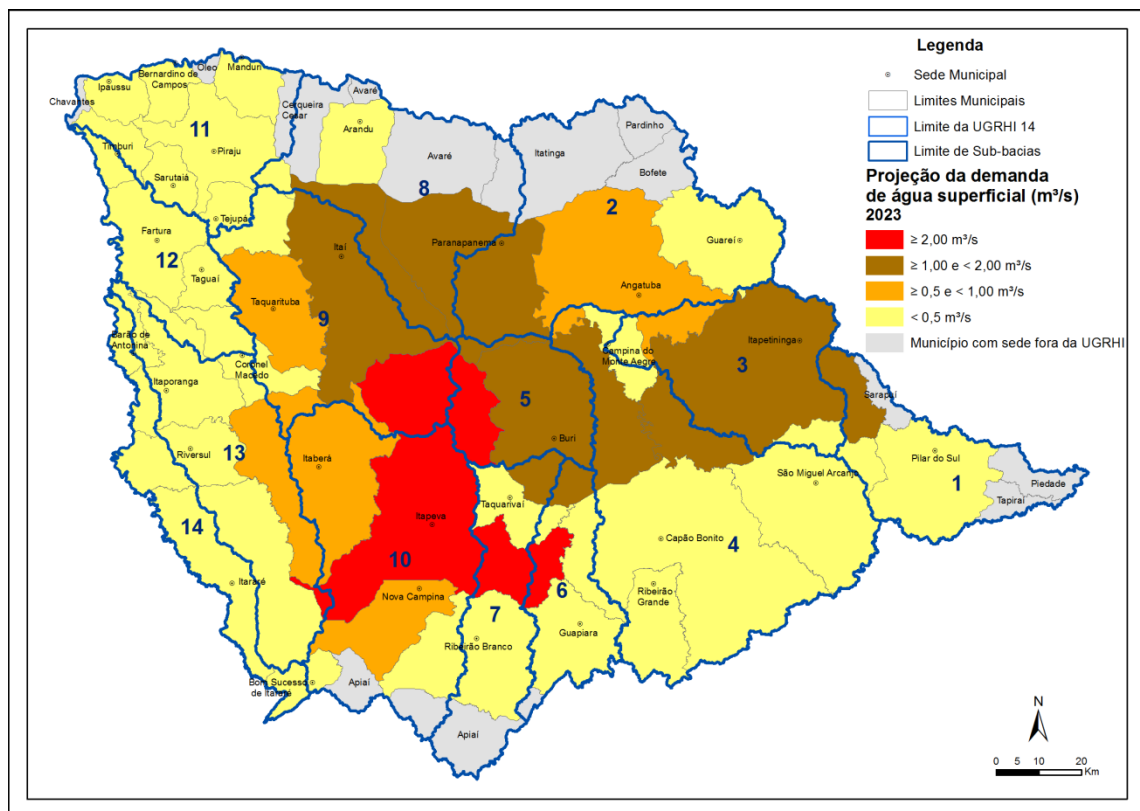 Legenda
Sede Municipal
Limites Municipais
Limite da UGRHI 14
Limite de Sub-bacias
Projeção da demanda
de água superficial (m³/s)
2023
≥ 2,00 m³/s
≥ 1,00 e < 2,00 m³/s
≥ 0,5 e < 1,00 m³/s
< 0,5 m³/s
Município com sede fora da UGRHI
Bernardino de
Campos
Óleo
Manduri
Ipaussu
Chavantes
Cerqueira
Cesar
Avaré
Arandu
11
Timburi
Piraju
Sarutaiá
Tejupá
Avaré
8
Itatinga
Pardinho
Bofete
2
Fartura
12
Taguaí
Itaí
Paranapanema
Guareí
Angatuba
Taquarituba
9
Barão de
Antonina
Coronel
Macedo
Itaporanga
Campina do
Monte Aegre
Itapetininga
3
Sarapuí
5
Buri
Riversul
13
Itaberá
Pilar do Sul
1
Piedade
Tapiraí
São Miguel Arcanjo
Taquarivaí
Itapeva
14
10
Capão Bonito
4
Itararé
Nova Campina
6
Ribeirão
Grande
7
Ribeirão Branco
Guapiara
Bom Sucesso
de Itararé
Apiaí
Apiaí
N
0 5 10 20
Km